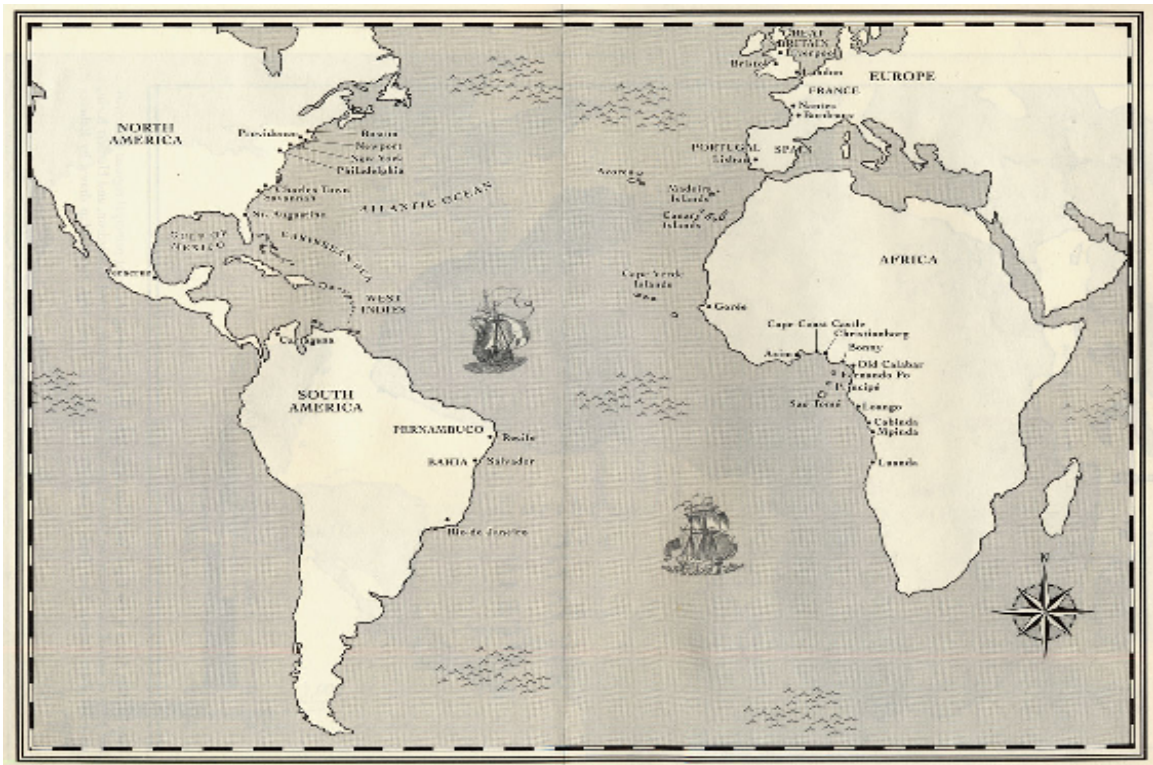 GREAT
BRITAIN
Liverpool
Bristol
London
EUROPE
FRANCE
Nantes
Bordeaux
NORTH
AMERICA
Providence
Boston
Newport
New York
Philadelphia
PORTUGAL
SPAIN
Lisbon
Azores
Madeira
Islands
Charles Town
Savannah
ATLANTIC OCEAN
St. Augustine
Canary
Islands
GULF OF
MEXICO
CARIBBEAN SEA
AFRICA
Veracruz
Cape Verde
Islands
WEST
INDIES
Gorée
Cartagena
Cape Coast Castle
Christianborg
Bonny
Axim
Old Calabar
Fernando Po
Principé
Sao Tomé
SOUTH
AMERICA
Loango
Cabinda
Mpinda
PERNAMBUCO
Recife
BAHIA
Salvador
Luanda
Rio de Janeiro
N